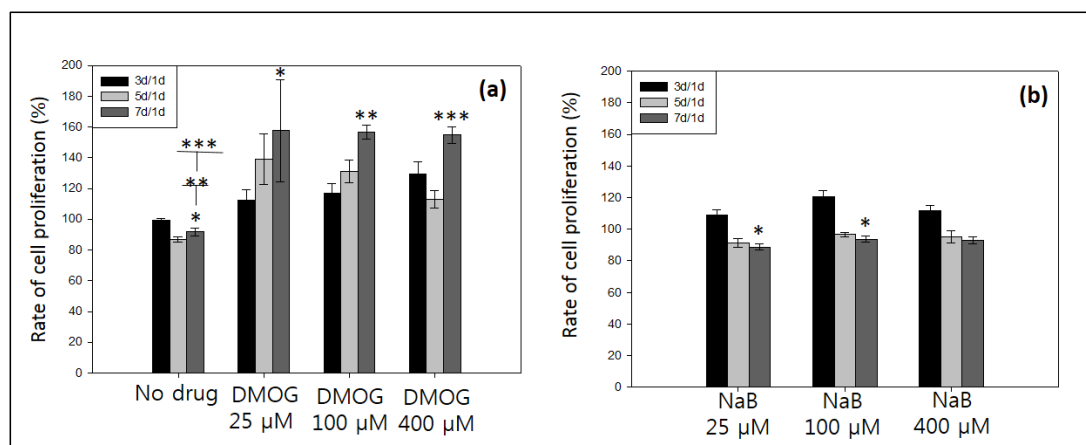 Rate of cell proliferation (%)
200
180
160
140
120
100
80
60
40
20
0
3d/1d
5d/1d
7d/1d
(a)
***
**
*
*
**
***
No drug
DMOG
25 μM
DMOG
100 μM
DMOG
400 μM
Rate of cell proliferation (%)
200
180
160
140
120
100
80
60
40
20
0
3d/1d
5d/1d
7d/1d
(b)
*
*
NaB
25 μM
NaB
100 μM
NaB
400 μM